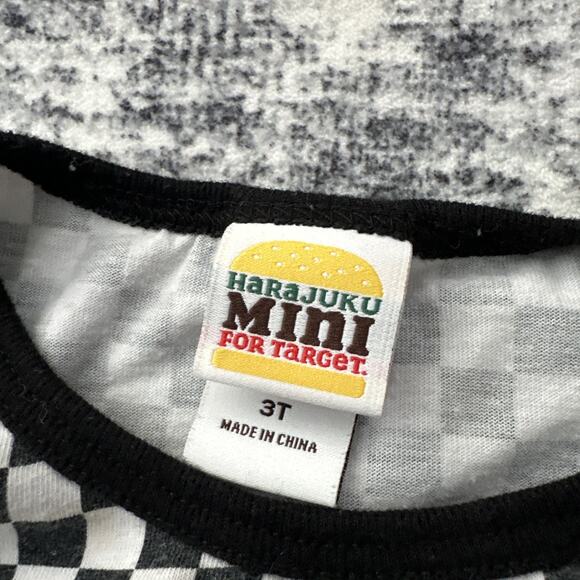 HaRaJUKU
MINI
FOR TaRGeT.
3T
MADE IN CHINA